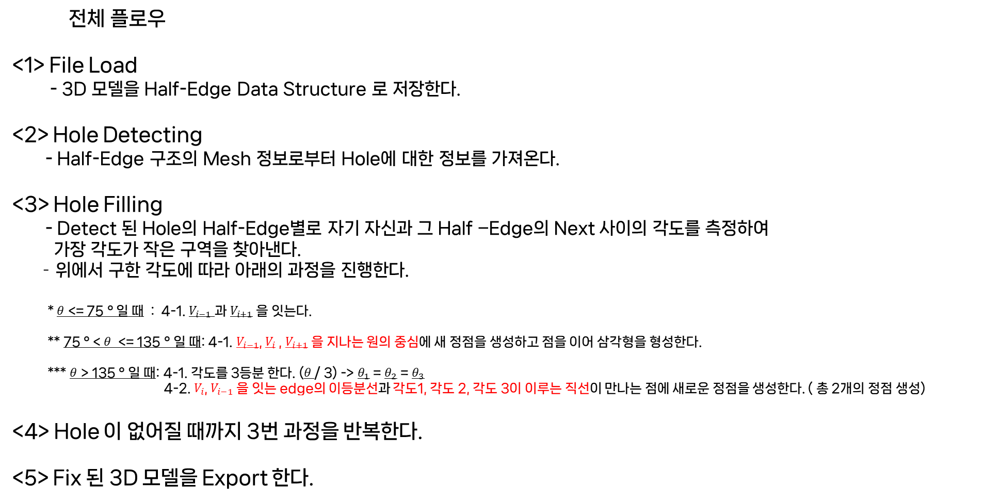 전체 플로우
<1> File Load
- 3D 모델을 Half-Edge Data Structure 로 저장한다.
<2> Hole Detecting
- Half-Edge 구조의 Mesh 정보로부터 Hole에 대한 정보를 가져온다.
<3> Hole Filling
- Detect 된 Hole의 Half-Edge별로 자기 자신과 그 Half –Edge의 Next 사이의 각도를 측정하여
가장 각도가 작은 구역을 찾아낸다.
- 위에서 구한 각도에 따라 아래의 과정을 진행한다.
* θ <= 75 ° 일 때 : 4-1. V_{i−1} 과 V_{i+1} 을 잇는다.
** 75 ° < θ <= 135 ° 일 때: 4-1. V_{i−1}, V_i , V_{i+1} 을 지나는 원의 중심에 새 정점을 생성하고 점을 이어 삼각형을 형성한다.
*** θ > 135 ° 일 때: 4-1. 각도를 3등분 한다. (θ / 3) -> θ_1 = θ_2 = θ_3
4-2. V_i, V_{i−1} 을 잇는 edge의 이등분선과 각도1, 각도 2, 각도 3이 이루는 직선이 만나는 점에 새로운 정점을 생성한다. ( 총 2개의 정점 생성)
<4> Hole 이 없어질 때까지 3번 과정을 반복한다.
<5> Fix 된 3D 모델을 Export 한다.